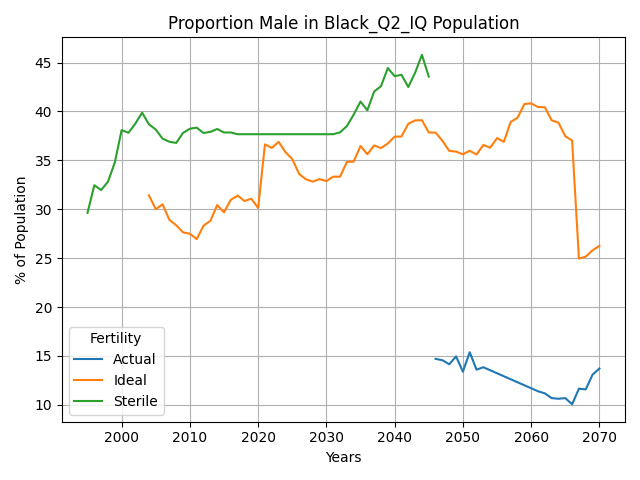 Proportion Male in Black_Q2_IQ Population
% of Population
45
40
35
30
25
20
15
10
Fertility
Actual
Ideal
Sterile
2000 2010 2020 2030 2040 2050 2060 2070
Years